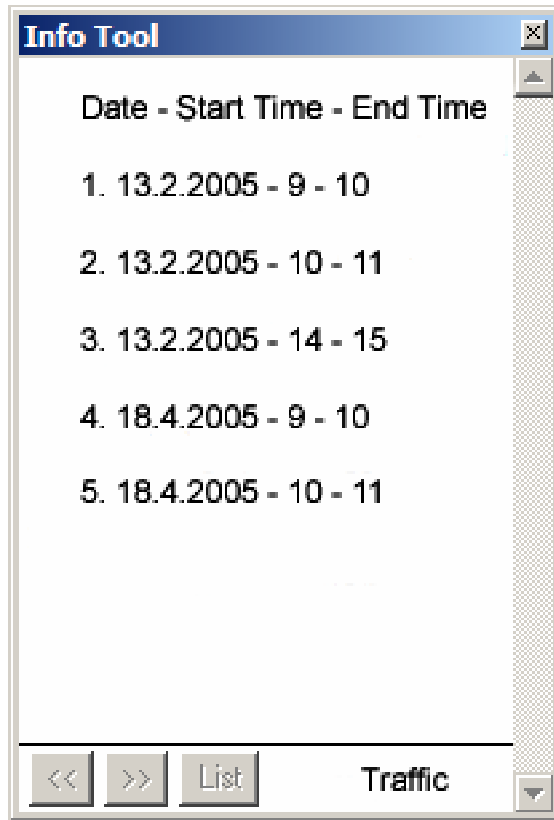 Info Tool
Date - Start Time - End Time
1. 13.2.2005 - 9 - 10
2. 13.2.2005 - 10 - 11
3. 13.2.2005 - 14 - 15
4. 18.4.2005 - 9 - 10
5. 18.4.2005 - 10 - 11
<< >> List Traffic